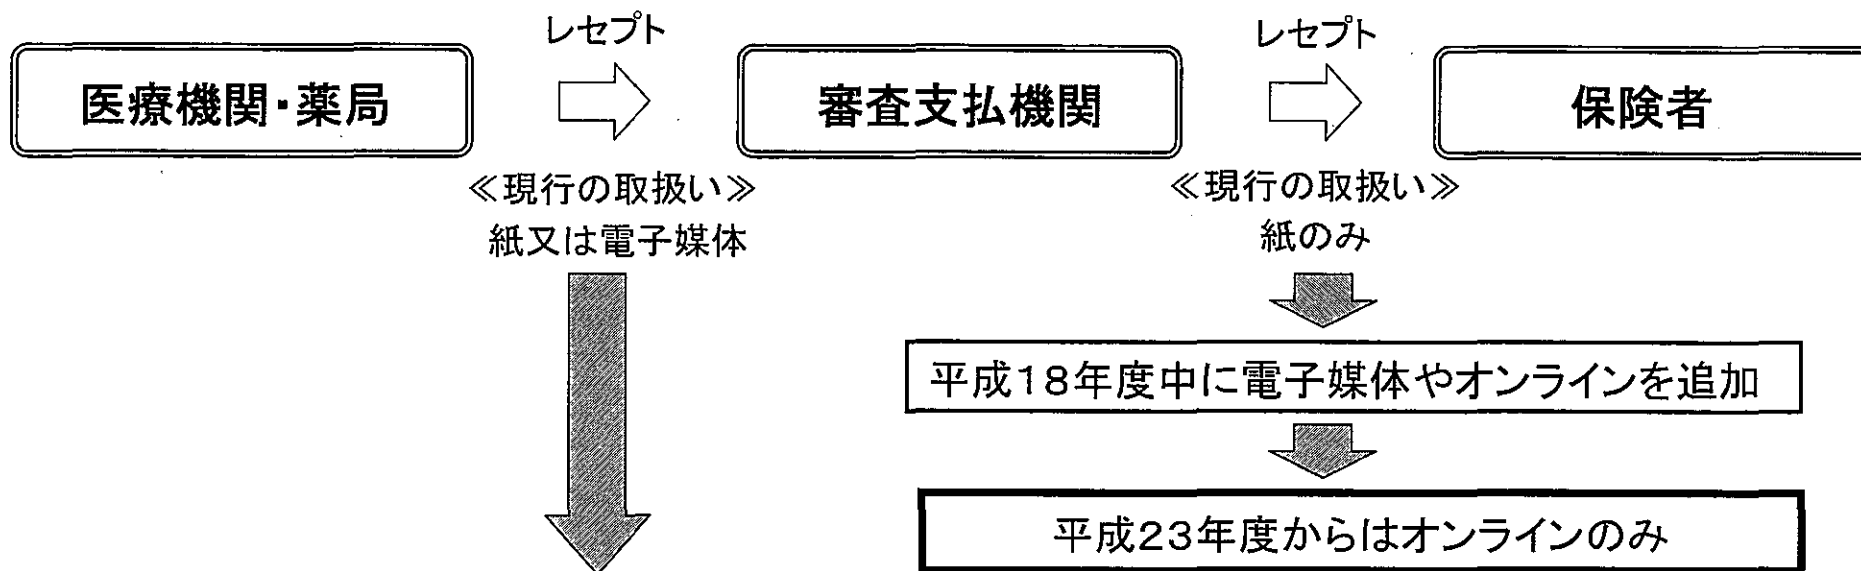 レセプト
レセプト
医療機関・薬局
審査支払機関
保険者
≪現行の取扱い≫
紙又は電子媒体
≪現行の取扱い≫
紙のみ
平成18年度中に電子媒体やオンラインを追加
平成23年度からはオンラインのみ